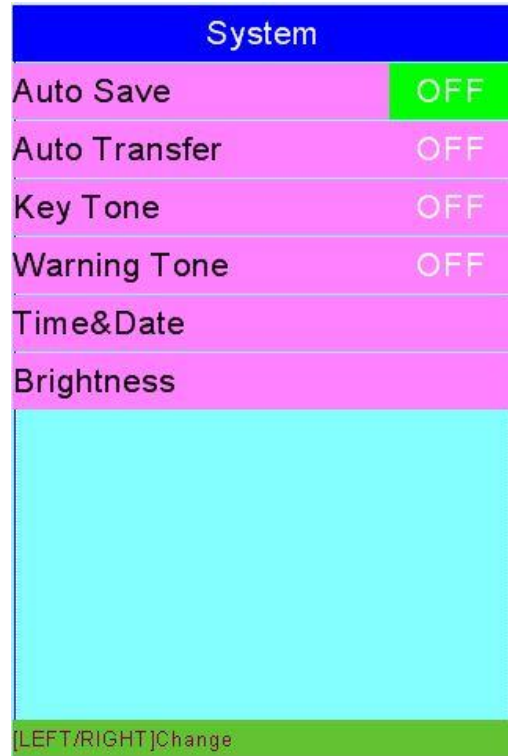 System
Auto Save OFF
Auto Transfer OFF
Key Tone OFF
Warning Tone OFF
Time&Date
Brightness
[LEFT/RIGHT]Change